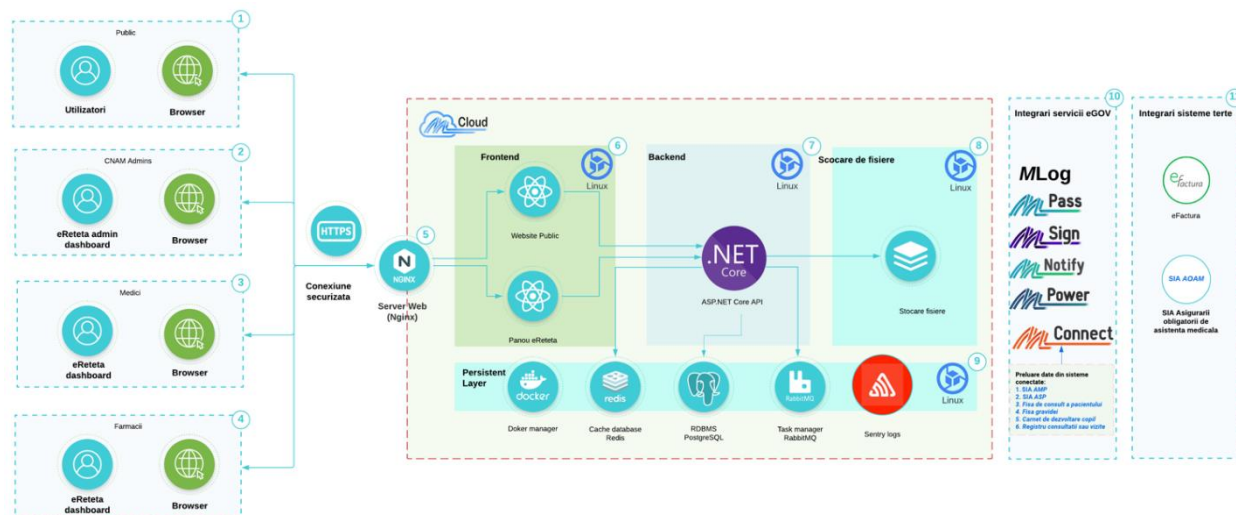 1
Public
Utilizatori
Browser
2
CNAM Admins
eReteta admin
dashboard
Browser
3
Medici
eReteta
dashboard
Browser
4
Farmacii
eReteta
dashboard
Browser
HTTPS
Conexiune
securizata
5
NGINX
Server Web
(Nginx)
Cloud
Frontend
6
Linux
Website Public
Panou eReteta
Backend
7
Linux
.NET
Core
ASP.NET Core API
Scocare de fisiere
8
Linux
Stocare fisiere
Persistent
Layer
9
Linux
docker
Doker manager
redis
Cache database
Redis
RDBMS
PostgreSQL
RabbitMQ
Task manager
RabbitMQ
Sentry logs
10
Integrari servicii eGOV
MLog
Pass
Sign
Notify
Power
Connect
Preluare date din sisteme
conectate:
1. SIA AMP
2. SIA ASP
3. Fisa de consult a pacientului
4. Fisa gravidei
5. Carnet de dezvoltare copil
6. Registru consultatii sau vizite
Integrari sisteme terte
eFactura
eFactura
SIA AOAM
SIA Asigurarii
obligatorii de
asistenta medicala